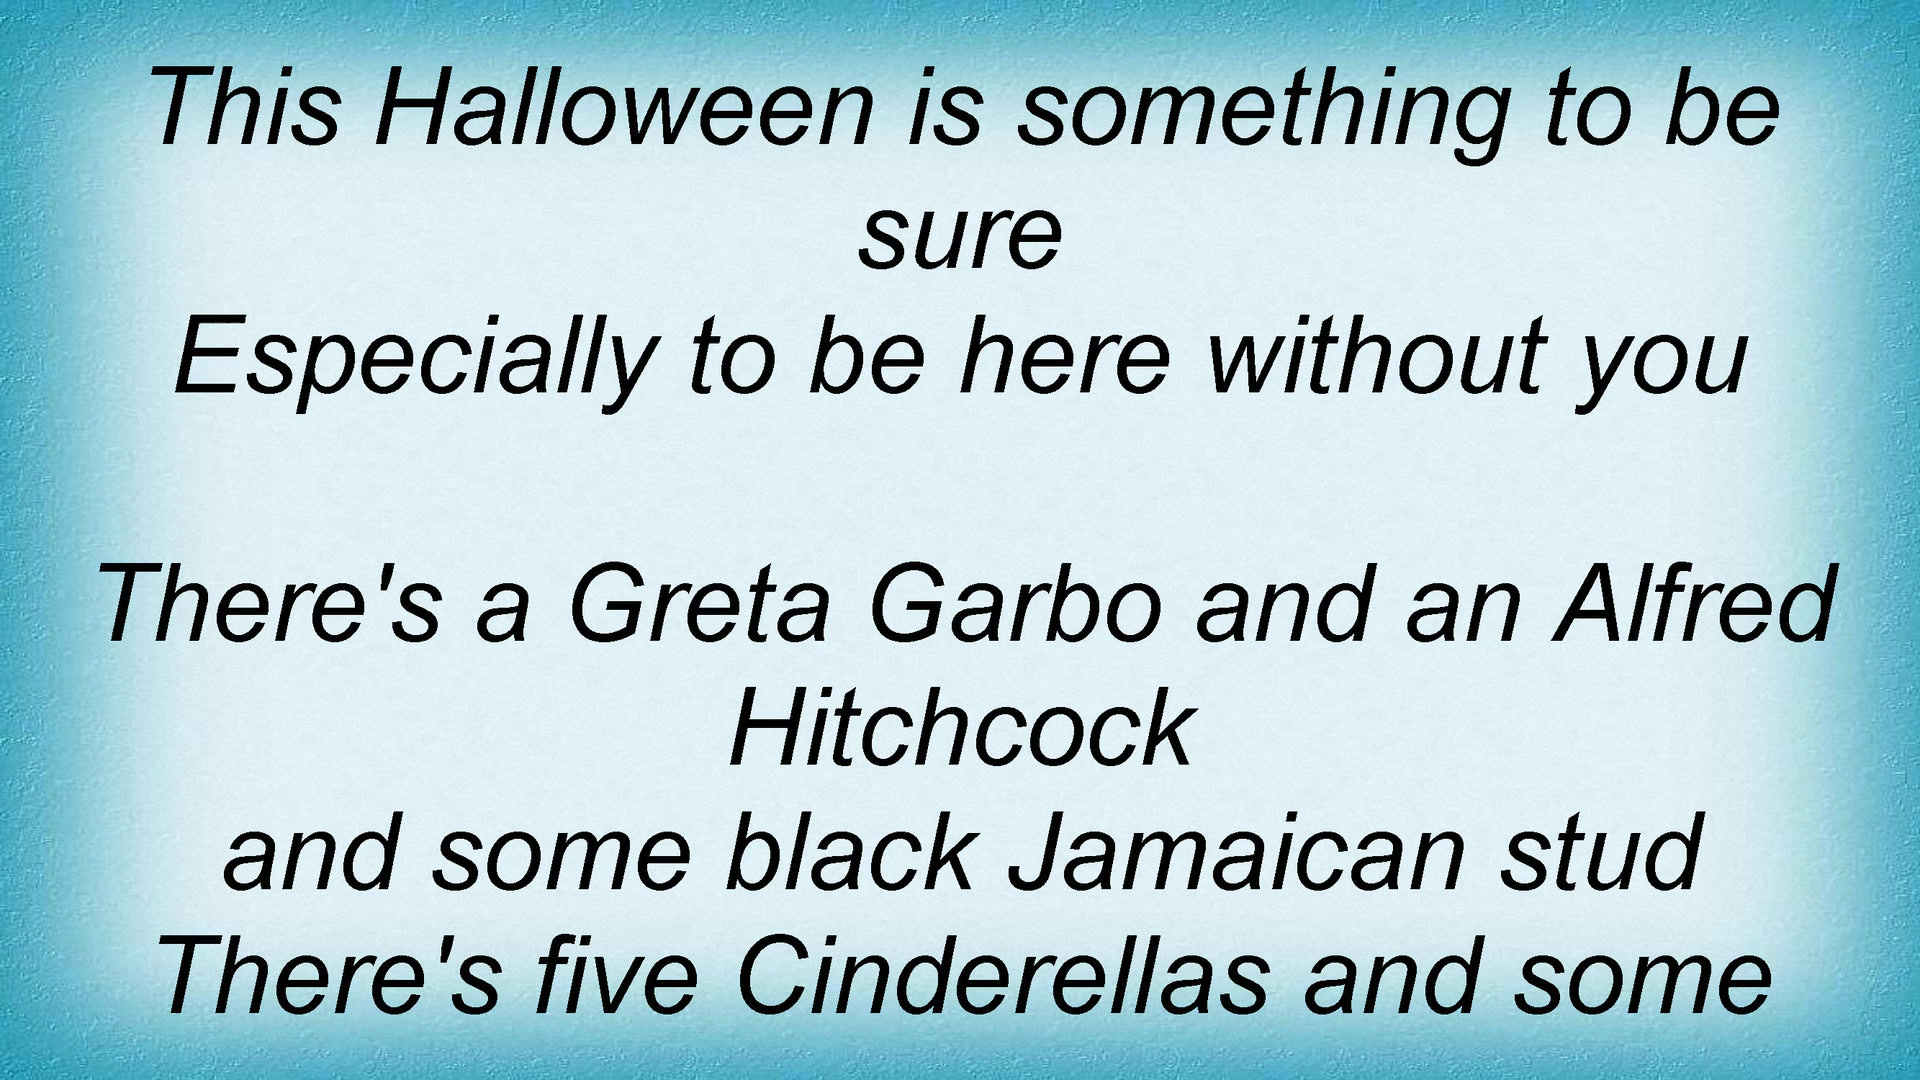 This Halloween is something to be
sure
Especially to be here without you
There's a Greta Garbo and an Alfred
Hitchcock
and some black Jamaican stud
There's five Cinderellas and some